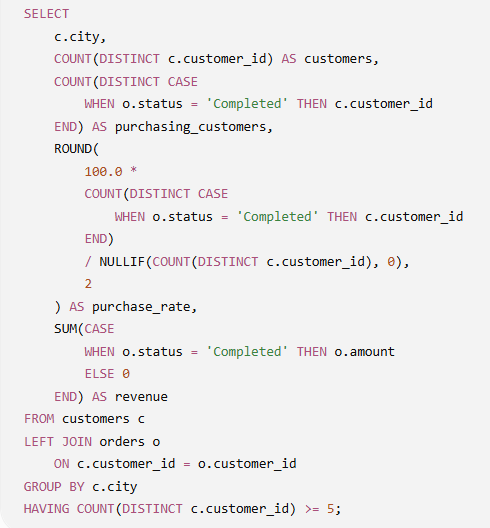 SELECT
    c.city,
    COUNT(DISTINCT c.customer_id) AS customers,
    COUNT(DISTINCT CASE
        WHEN o.status = 'Completed' THEN c.customer_id
    END) AS purchasing_customers,
    ROUND(
        100.0 *
        COUNT(DISTINCT CASE
            WHEN o.status = 'Completed' THEN c.customer_id
        END)
        / NULLIF(COUNT(DISTINCT c.customer_id), 0),
        2
    ) AS purchase_rate,
    SUM(CASE
        WHEN o.status = 'Completed' THEN o.amount
        ELSE 0
    END) AS revenue
FROM customers c
LEFT JOIN orders o
    ON c.customer_id = o.customer_id
GROUP BY c.city
HAVING COUNT(DISTINCT c.customer_id) >= 5;